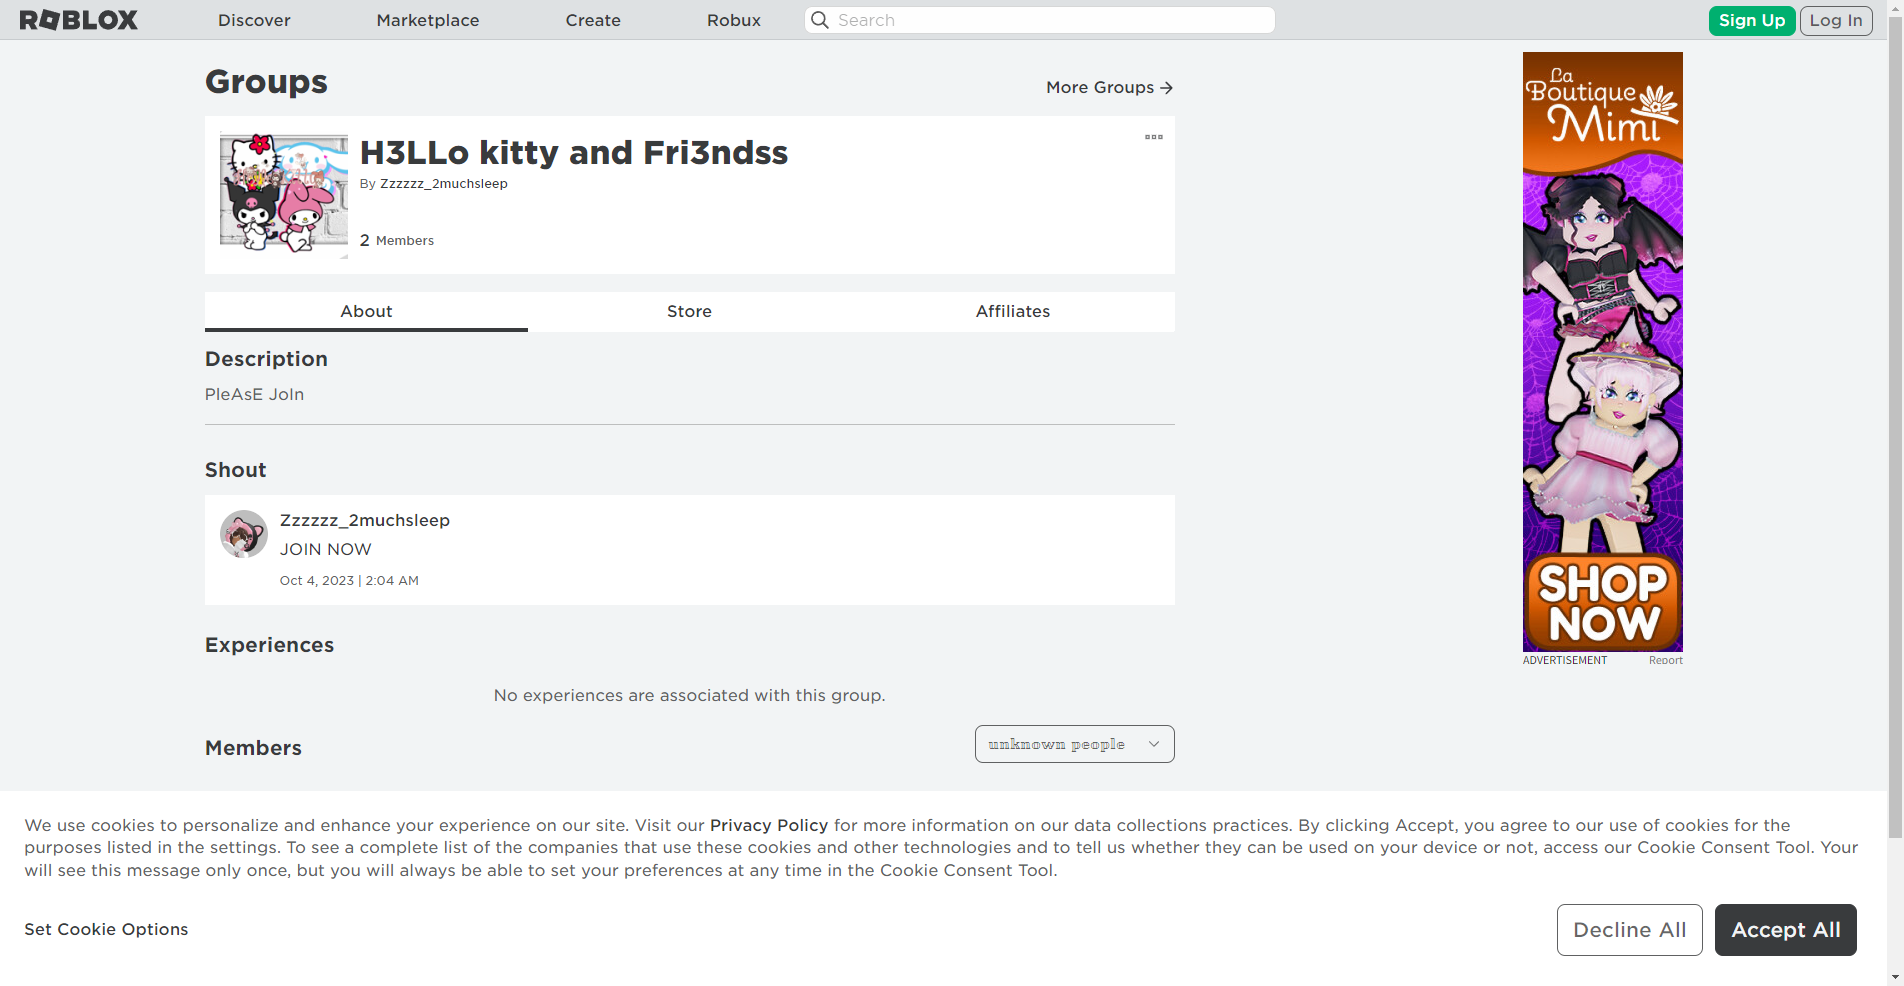 ROBLOX Discover Marketplace Create Robux Search Sign Up Log In
Groups
More Groups
H3LLo kitty and Fri3ndss
By Zzzzzz_2muchsleep
2 Members
About Store Affiliates
Description
PleAsE JoIn
Shout
Zzzzzz_2muchsleep
JOIN NOW
Oct 4, 2023 | 2:04 AM
Experiences
No experiences are associated with this group.
Members
unknown people
La
Boutique
Mimi
SHOP
NOW
ADVERTISEMENT Report
We use cookies to personalize and enhance your experience on our site. Visit our Privacy Policy for more information on our data collections practices. By clicking Accept, you agree to our use of cookies for the
purposes listed in the settings. To see a complete list of the companies that use these cookies and other technologies and to tell us whether they can be used on your device or not, access our Cookie Consent Tool. Your
will see this message only once, but you will always be able to set your preferences at any time in the Cookie Consent Tool.
Set Cookie Options
Decline All
Accept All